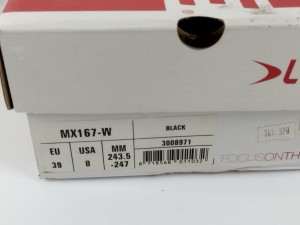 MX167-W
BLACK
EU
USA
MM
3008971
39
8
243.5
-247
FOCUSONTH